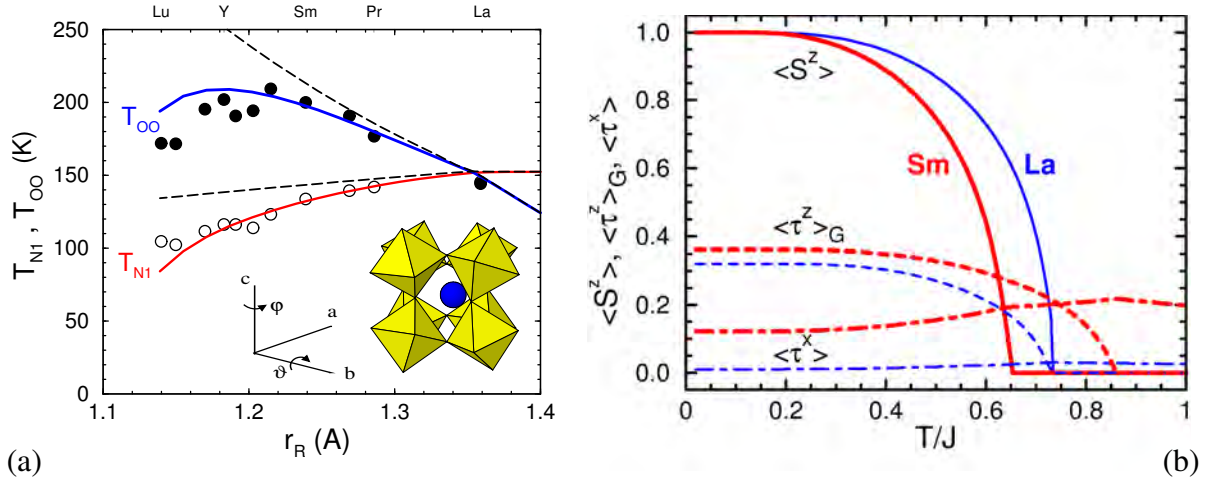 Lu Y Sm Pr La
250
200
150
100
50
0
T_OO
T_N1
T_N1 , T_OO (K)
c
φ
a
ϑ
b
1.1 1.2 1.3 1.4
r_R (A)
(a)
1.0
0.8
0.6
0.4
0.2
0.0
<S^z>
Sm La
<τ^z>_G
<τ^x>
<S^z>, <τ^z>_G, <τ^x>
0 0.2 0.4 0.6 0.8 1
T/J
(b)